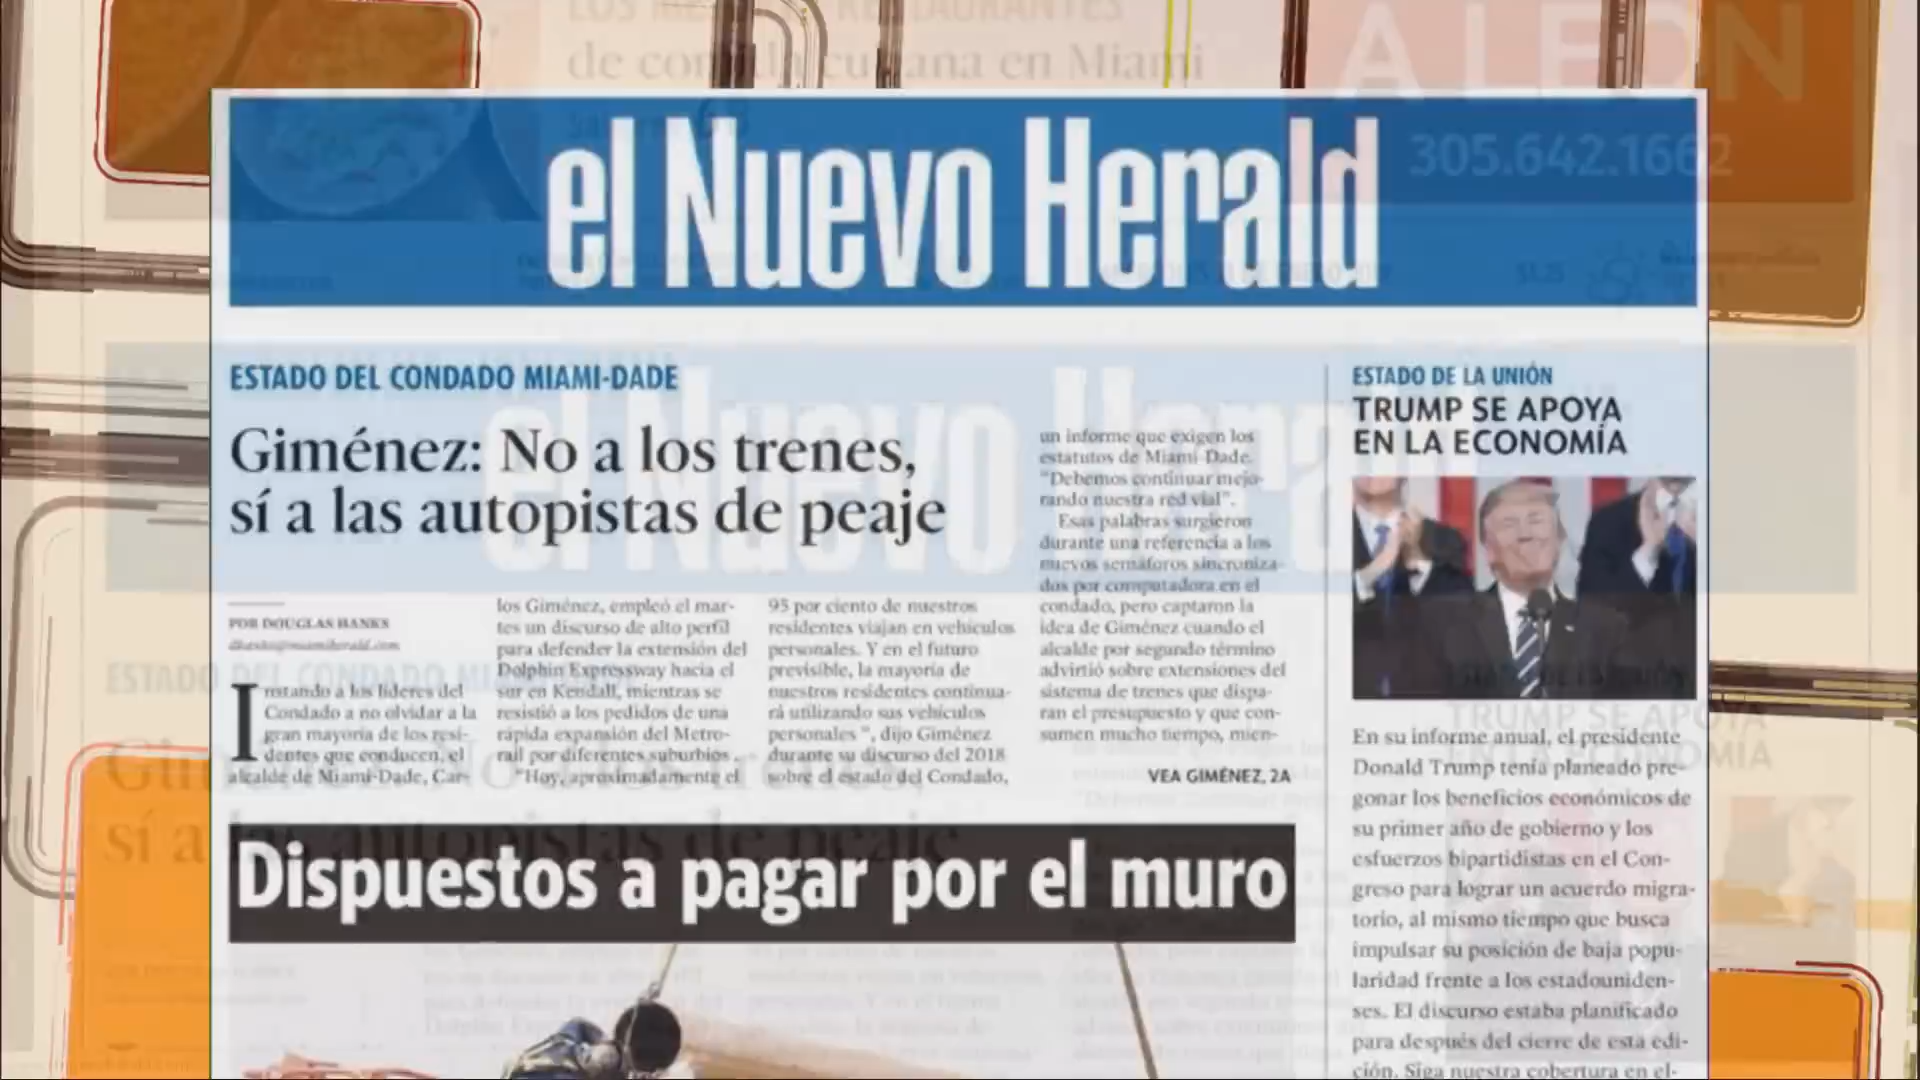 de comida cubana en Miami
305.642.1662
el Nuevo Herald
ESTADO DEL CONDADO MIAMI-DADE
Giménez: No a los trenes,
sí a las autopistas de peaje
POR DOUGLAS HANKS
dhanks@miamiherald.com
Instando a los líderes del
Condado a no olvidar a la
gran mayoría de los resi-
dentes que conducen, el
alcalde de Miami-Dade, Car-
los Giménez, empleó el mar-
tes un discurso de alto perfil
para defender la extensión del
Dolphin Expressway hacia el
sur en Kendall, mientras se
resistió a los pedidos de una
rápida expansión del Metro-
rail por diferentes suburbios.
"Hoy, aproximadamente el
95 por ciento de nuestros
residentes viajan en vehículos
personales. Y en el futuro
previsible, la mayoría de
nuestros residentes continua-
rá utilizando sus vehículos
personales", dijo Giménez
durante su discurso del 2018
sobre el estado del Condado,
un informe que exigen los
estatutos de Miami-Dade.
"Debemos continuar mejo-
rando nuestra red vial".
Esas palabras surgieron
durante una referencia a los
nuevos semáforos sincroniza-
dos por computadora en el
condado, pero captaron la
idea de Giménez cuando el
alcalde por segundo término
advirtió sobre extensiones del
sistema de trenes que dispa-
ran el presupuesto y que con-
sumen mucho tiempo, mien-
VEA GIMÉNEZ, 2A
ESTADO DE LA UNIÓN
TRUMP SE APOYA
EN LA ECONOMÍA
En su informe anual, el presidente
Donald Trump tenía planeado pre-
gonar los beneficios económicos de
su primer año de gobierno y los
esfuerzos bipartidistas en el Con-
greso para lograr un acuerdo migra-
torio, al mismo tiempo que busca
impulsar su posición de baja popu-
laridad frente a los estadouniden-
ses. El discurso estaba planificado
para después del cierre de esta edi-
ción. Siga nuestra cobertura en el-
Dispuestos a pagar por el muro